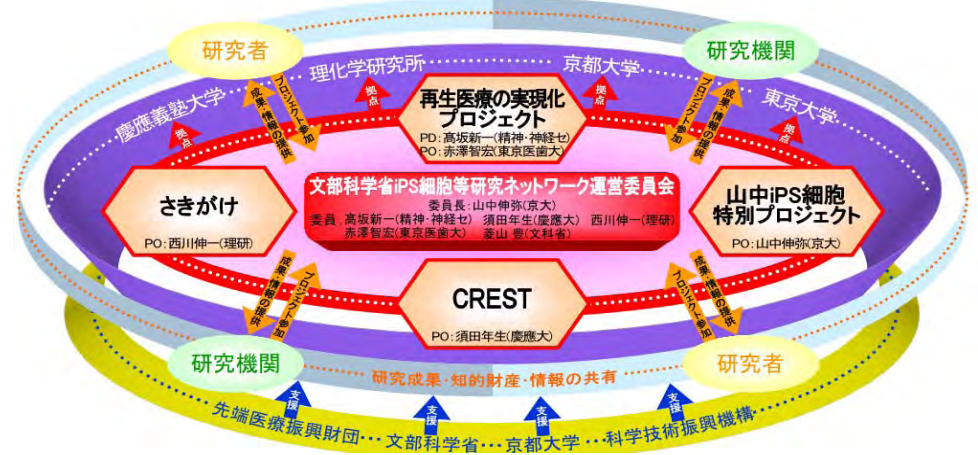 研究者
研究機関
慶應義塾大学
理化学研究所
京都大学
東京大学
拠点
拠点
拠点
拠点
成果・情報の提供
プロジェクト参加
プロジェクト参加
成果・情報の提供
再生医療の実現化
プロジェクト
PD:髙坂新一(精神・神経セ)
PO:赤澤智宏(東京医歯大)
さきがけ
PO:西川伸一(理研)
文部科学省iPS細胞等研究ネットワーク運営委員会
委員長:山中伸弥(京大)
委員:髙坂新一(精神・神経セ) 須田年生(慶應大) 西川伸一(理研)
赤澤智宏(東京医歯大) 菱山 豊(文科省)
山中iPS細胞
特別プロジェクト
PO:山中伸弥(京大)
CREST
PO:須田年生(慶應大)
成果・情報の提供
プロジェクト参加
プロジェクト参加
成果・情報の提供
研究機関
研究者
研究成果・知的財産・情報の共有
支援
支援
支援
支援
先端医療振興財団・・・文部科学省・・・京都大学・・・科学技術振興機構